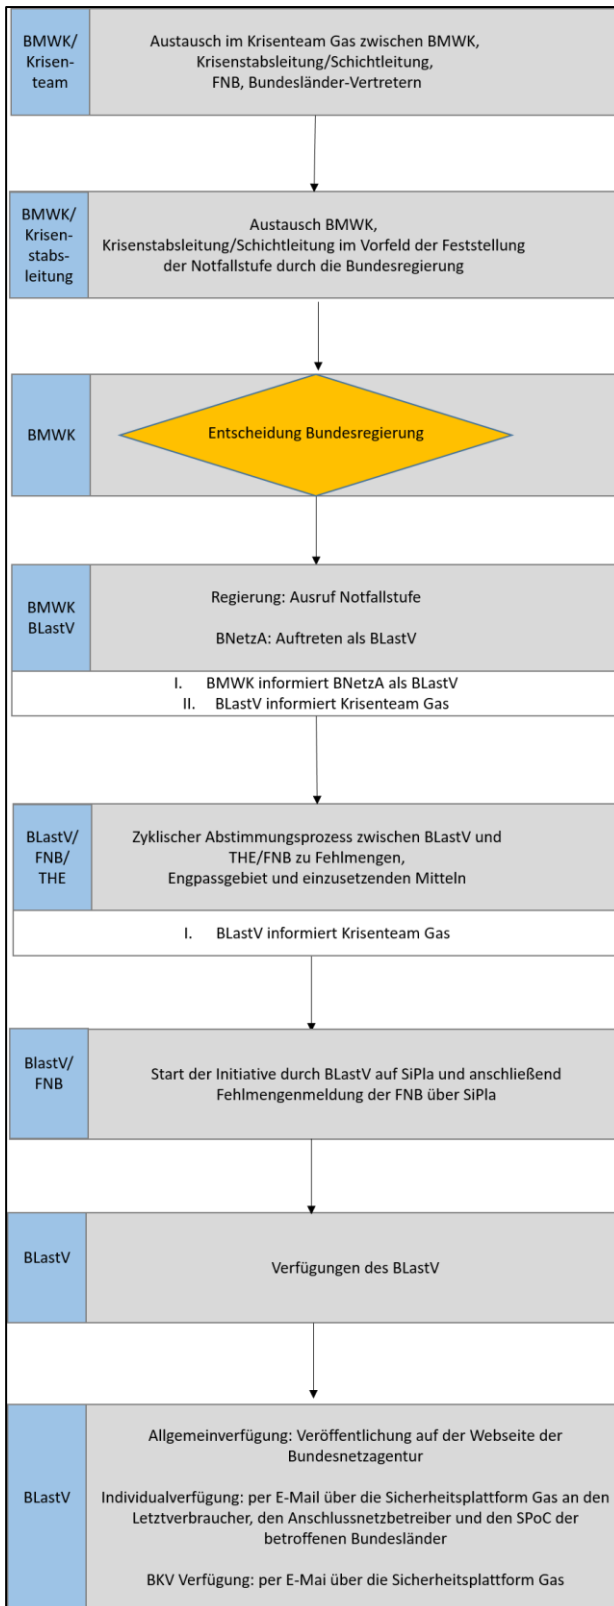 BMWK/
Krisen-
team
Austausch im Krisenteam Gas zwischen BMWK,
Krisenstabsleitung/Schichtleitung,
FNB, Bundesländer-Vertretern
BMWK/
Krisen-
stabs-
leitung
Austausch BMWK,
Krisenstabsleitung/Schichtleitung im Vorfeld der Feststellung
der Notfallstufe durch die Bundesregierung
BMWK
Entscheidung Bundesregierung
BMWK
BLastV
Regierung: Ausruf Notfallstufe
BNetzA: Auftreten als BLastV
I. BMWK informiert BNetzA als BLastV
II. BLastV informiert Krisenteam Gas
BLastV/
FNB/
THE
Zyklischer Abstimmungsprozess zwischen BLastV und
THE/FNB zu Fehlmengen,
Engpassgebiet und einzusetzenden Mitteln
I. BLastV informiert Krisenteam Gas
BlastV/
FNB
Start der Initiative durch BLastV auf SiPla und anschließend
Fehlmengenmeldung der FNB über SiPla
BLastV
Verfügungen des BLastV
BLastV
Allgemeinverfügung: Veröffentlichung auf der Webseite der
Bundesnetzagentur
Individualverfügung: per E-Mail über die Sicherheitsplattform Gas an den
Letztverbraucher, den Anschlussnetzbetreiber und den SPoC der
betroffenen Bundesländer
BKV Verfügung: per E-Mai über die Sicherheitsplattform Gas